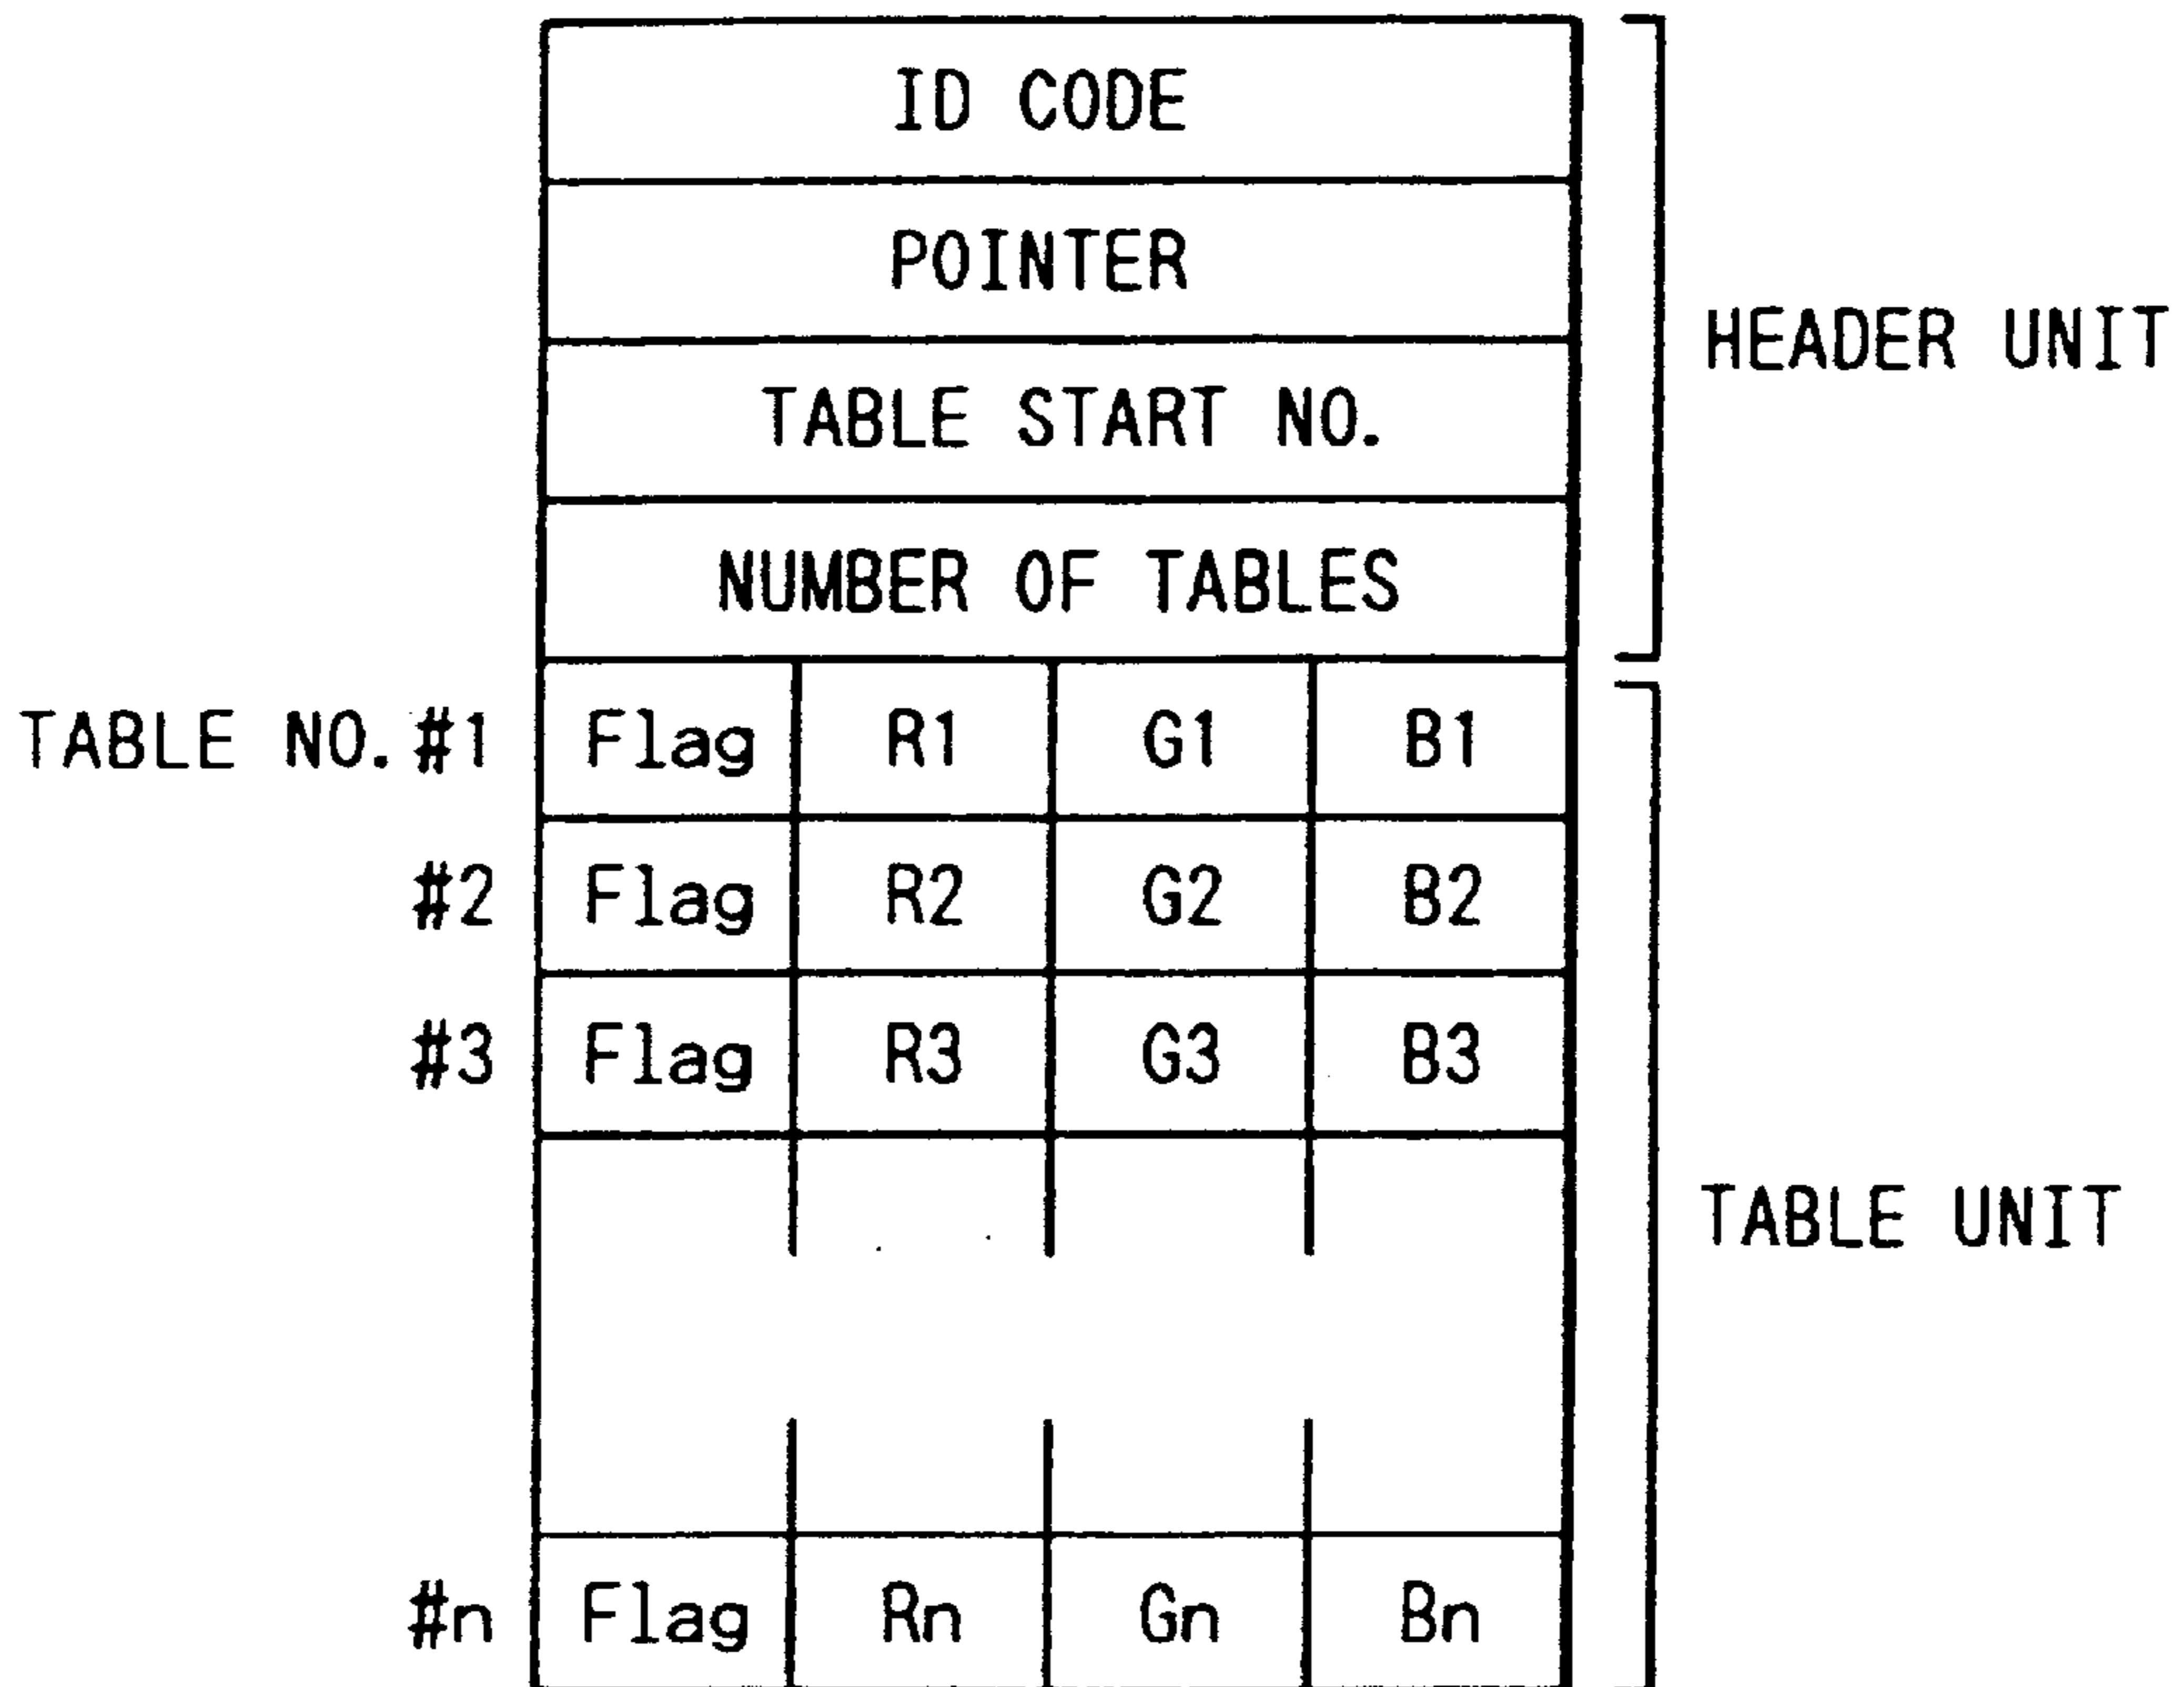 ID CODE
POINTER
HEADER UNIT
TABLE START NO.
NUMBER OF TABLES
TABLE NO. #1 Flag R1 G1 B1
#2 Flag R2 G2 B2
#3 Flag R3 G3 B3
TABLE UNIT
#n Flag Rn Gn Bn